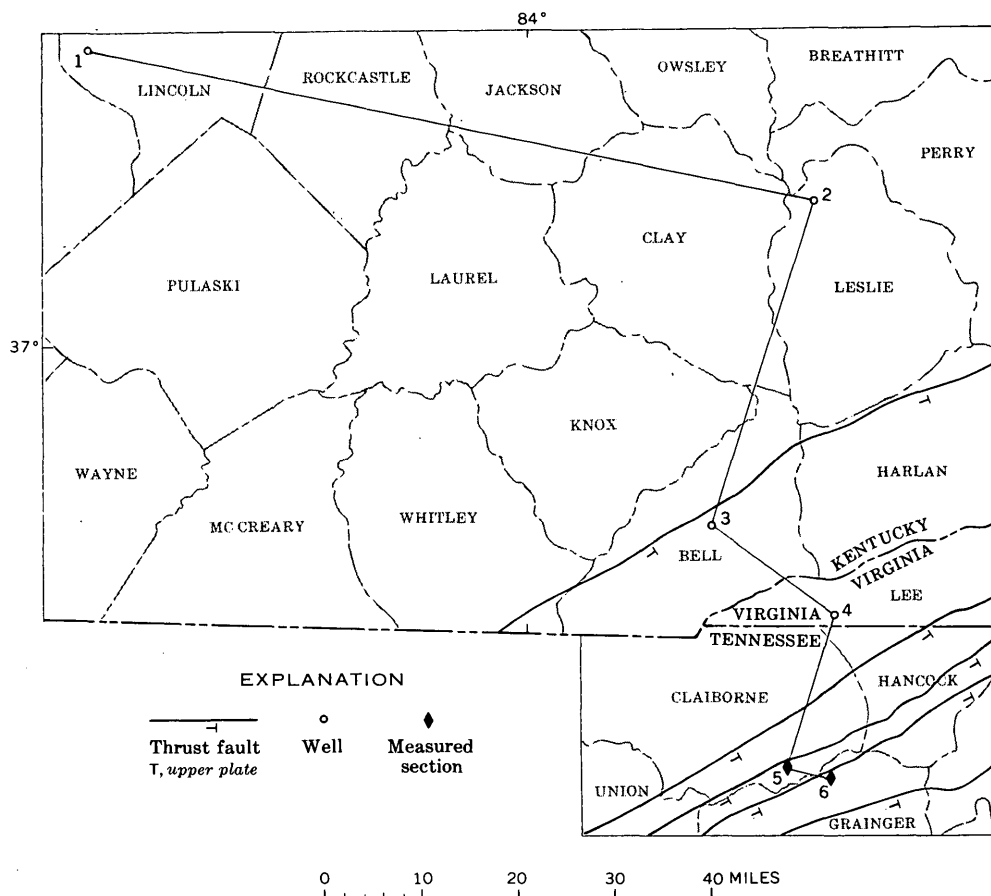 84°
1
LINCOLN
ROCKCASTLE
JACKSON
OWSLEY
BREATHITT
PERRY
2
PULASKI
LAUREL
CLAY
LESLIE
37°
T
WAYNE
MC CREARY
WHITLEY
KNOX
HARLAN
3
T
BELL
KENTUCKY
VIRGINIA
LEE
4
VIRGINIA
TENNESSEE
T
T
CLAIBORNE
HANCOCK
T
T
5
6
UNION
T
T
T
GRAINGER
EXPLANATION
T
Thrust fault
T, upper plate
Well
Measured
section
0 10 20 30 40 MILES